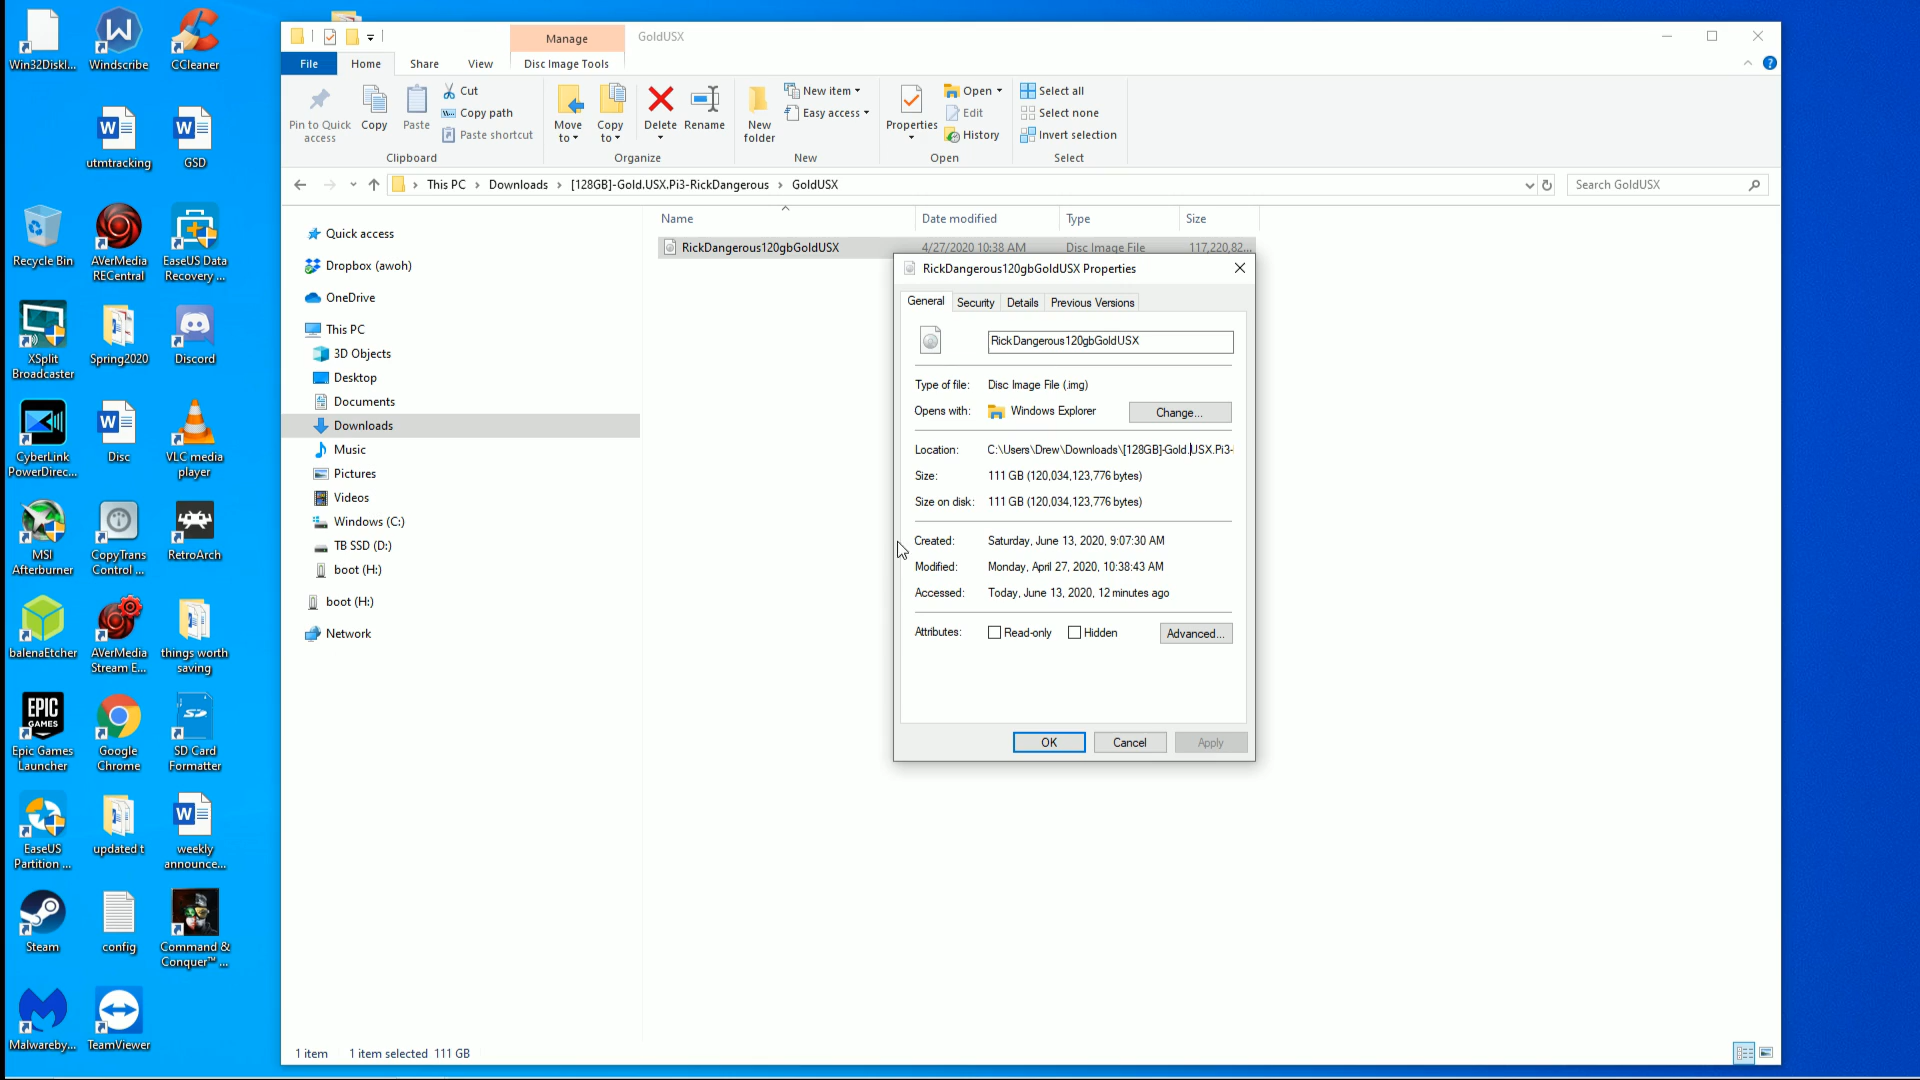 Win32DiskI...
Windscribe
CCleaner
utmtracking
GSD
Recycle Bin
AVerMedia
RECentral
EaseUS Data
Recovery ...
XSplit
Broadcaster
Spring2020
Discord
CyberLink
PowerDirec...
Disc
VLC media
player
MSI
Afterburner
CopyTrans
Control ...
RetroArch
balenaEtcher
AVerMedia
Stream E...
things worth
saving
EPIC
GAMES
Epic Games
Launcher
Google
Chrome
SD Card
Formatter
EaseUS
Partition ...
updated t
weekly
announce...
Steam
config
Command &
Conquer™ ...
Malwareby...
TeamViewer
Manage
GoldUSX
File
Home
Share
View
Disc Image Tools
Pin to Quick
access
Copy
Paste
Cut
Copy path
Paste shortcut
Clipboard
Move
to
Copy
to
Delete
Rename
Organize
New
folder
New item
Easy access
New
Properties
Open
Edit
History
Open
Select all
Select none
Invert selection
Select
This PC > Downloads > [128GB]-Gold.USX.Pi3-RickDangerous > GoldUSX
Search GoldUSX
Quick access
Dropbox (awoh)
OneDrive
This PC
3D Objects
Desktop
Documents
Downloads
Music
Pictures
Videos
Windows (C:)
TB SSD (D:)
boot (H:)
boot (H:)
Network
Name
Date modified
Type
Size
RickDangerous120gbGoldUSX
4/27/2020 10:38 AM
Disc Image File
117,220,82...
RickDangerous120gbGoldUSX Properties
General
Security
Details
Previous Versions
RickDangerous120gbGoldUSX
Type of file: Disc Image File (.img)
Opens with: Windows Explorer
Change...
Location: C:\Users\Drew\Downloads\[128GB]-Gold.USX.Pi3-
Size: 111 GB (120,034,123,776 bytes)
Size on disk: 111 GB (120,034,123,776 bytes)
Created: Saturday, June 13, 2020, 9:07:30 AM
Modified: Monday, April 27, 2020, 10:38:43 AM
Accessed: Today, June 13, 2020, 12 minutes ago
Attributes:
Read-only
Hidden
Advanced...
OK
Cancel
Apply
1 item
1 item selected 111 GB